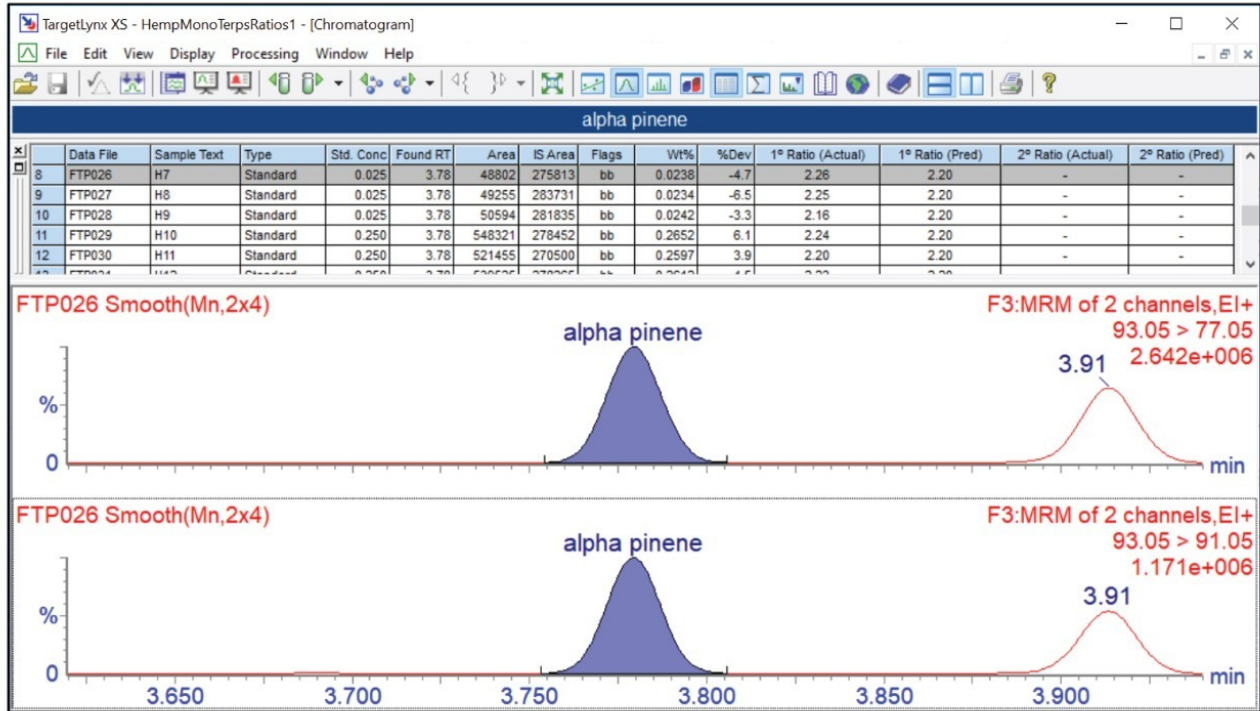 TargetLynx XS - HempMonoTerpsRatios1 - [Chromatogram]
File Edit View Display Processing Window Help
alpha pinene
Data File Sample Text Type Std. Conc Found RT Area IS Area Flags Wt% %Dev 1º Ratio (Actual) 1º Ratio (Pred) 2º Ratio (Actual) 2º Ratio (Pred)
8 FTP026 H7 Standard 0.025 3.78 48802 275813 bb 0.0238 -4.7 2.26 2.20 - -
9 FTP027 H8 Standard 0.025 3.78 49255 283731 bb 0.0234 -6.5 2.25 2.20 - -
10 FTP028 H9 Standard 0.025 3.78 50594 281835 bb 0.0242 -3.3 2.16 2.20 - -
11 FTP029 H10 Standard 0.250 3.78 548321 278452 bb 0.2652 6.1 2.24 2.20 - -
12 FTP030 H11 Standard 0.250 3.78 521455 270500 bb 0.2597 3.9 2.20 2.20 - -
FTP026 Smooth(Mn,2x4) F3:MRM of 2 channels,EI+
alpha pinene 93.05 > 77.05
3.91 2.642e+006
%
0 min
FTP026 Smooth(Mn,2x4) F3:MRM of 2 channels,EI+
alpha pinene 93.05 > 91.05
1.171e+006
3.91
%
0 min
3.650 3.700 3.750 3.800 3.850 3.900